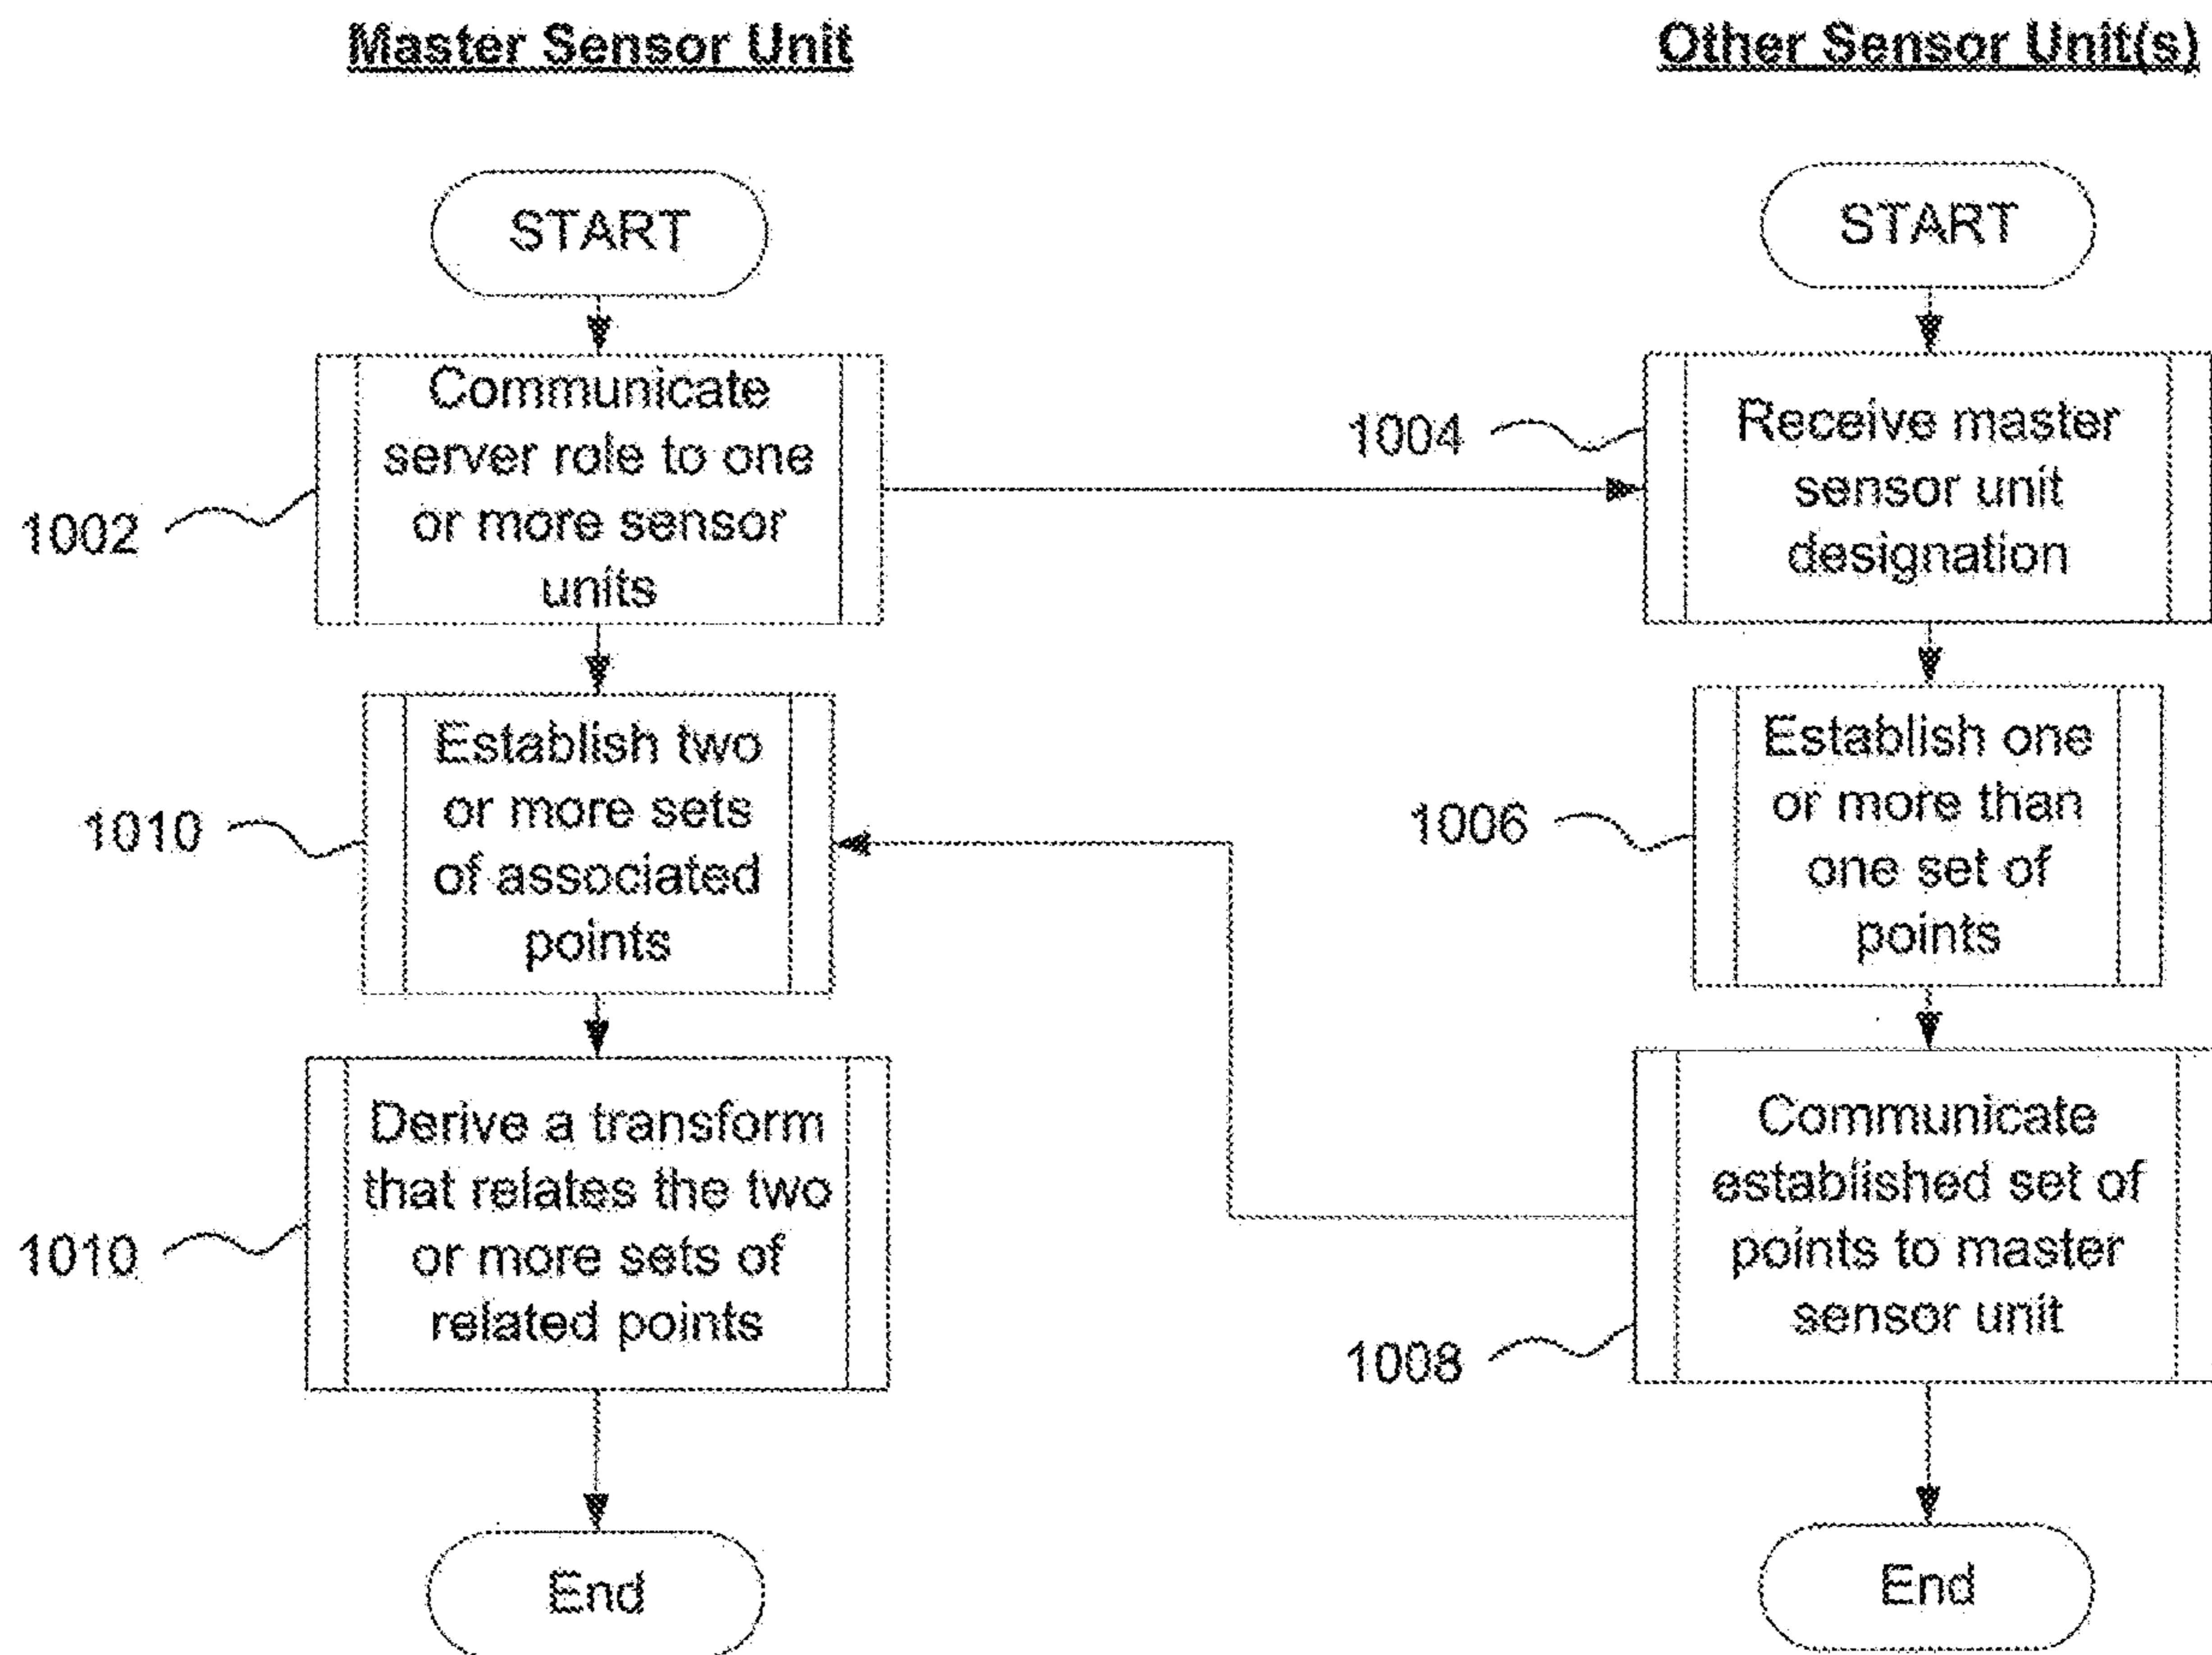 Master Sensor Unit
START
Communicate
server role to one
or more sensor
units
1002
Establish two
or more sets
of associated
points
1010
Derive a transform
that relates the two
or more sets of
related points
1010
End
Other Sensor Unit(s)
START
Receive master
sensor unit
designation
1004
Establish one
or more than
one set of
points
1006
Communicate
established set of
points to master
sensor unit
1008
End